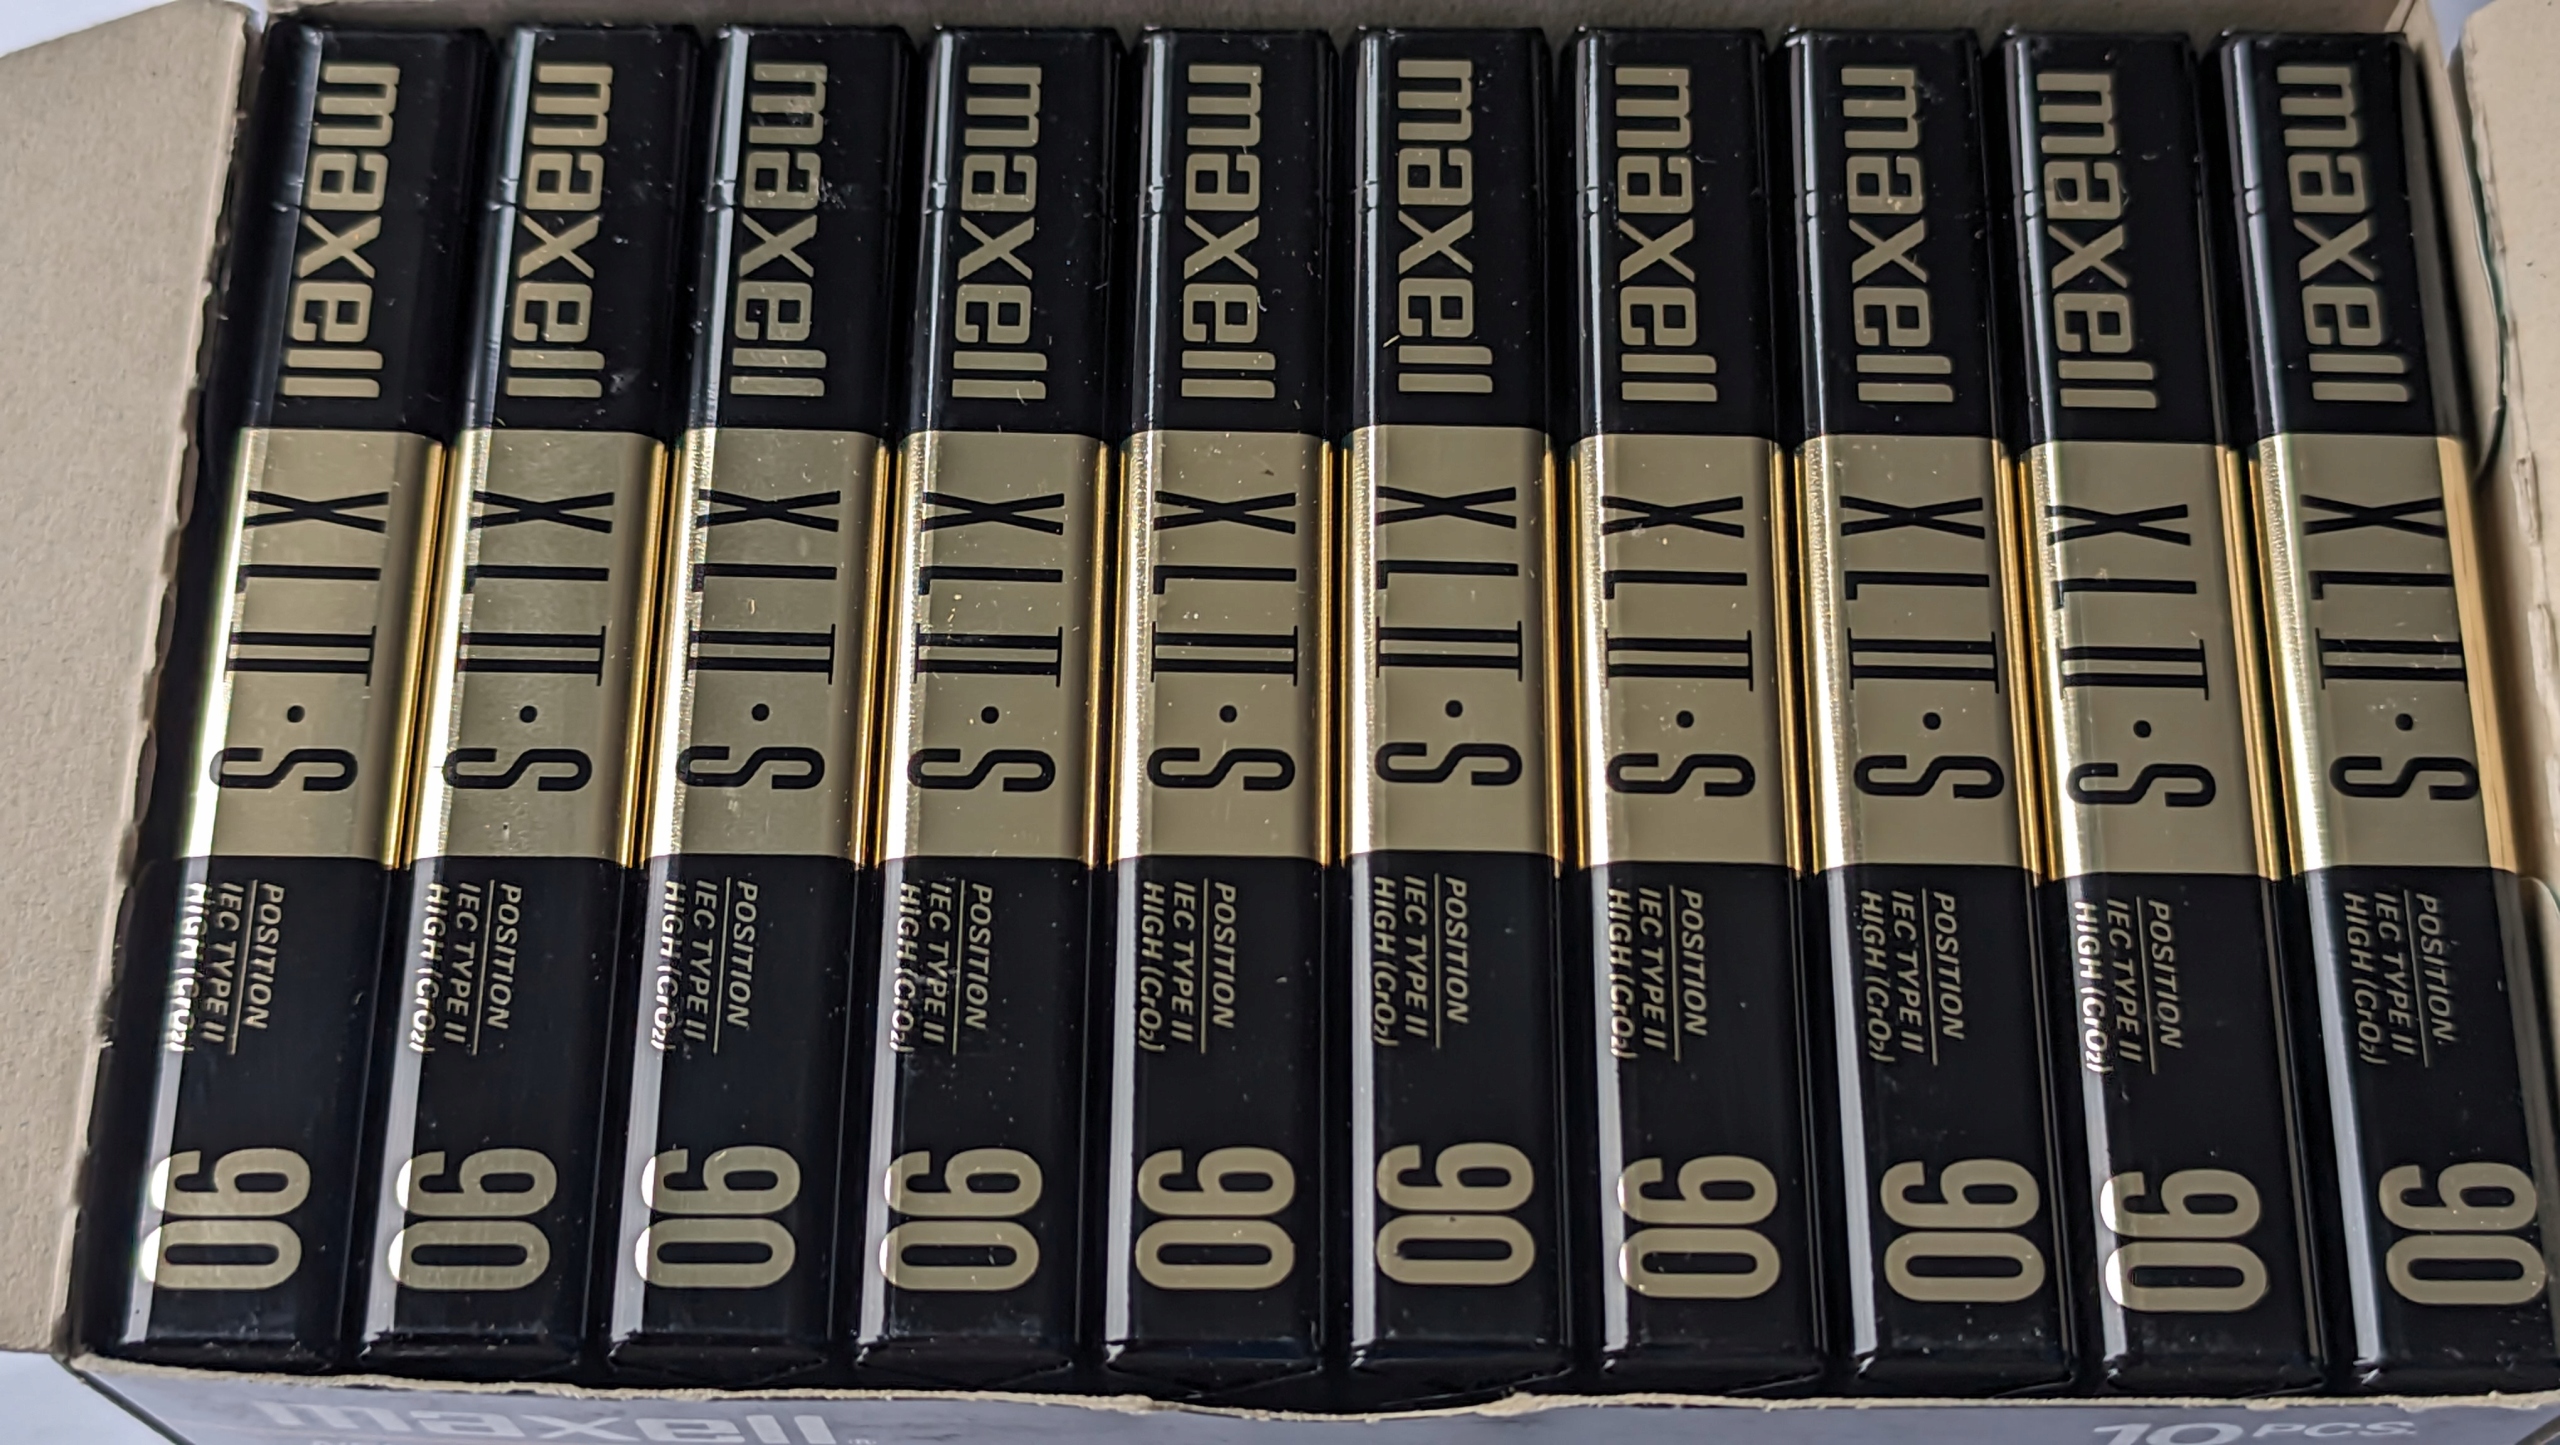 maxell
XLII·S
POSITION
IEC TYPE II
HIGH (CrO₂)
90
maxell
XLII·S
POSITION
IEC TYPE II
HIGH (CrO₂)
90
maxell
XLII·S
POSITION
IEC TYPE II
HIGH (CrO₂)
90
maxell
XLII·S
POSITION
IEC TYPE II
HIGH (CrO₂)
90
maxell
XLII·S
POSITION
IEC TYPE II
HIGH (CrO₂)
90
maxell
XLII·S
POSITION
IEC TYPE II
HIGH (CrO₂)
90
maxell
XLII·S
POSITION
IEC TYPE II
HIGH (CrO₂)
90
maxell
XLII·S
POSITION
IEC TYPE II
HIGH (CrO₂)
90
maxell
XLII·S
POSITION
IEC TYPE II
HIGH (CrO₂)
90
maxell
XLII·S
POSITION
IEC TYPE II
HIGH (CrO₂)
90
maxell
10 PCS.